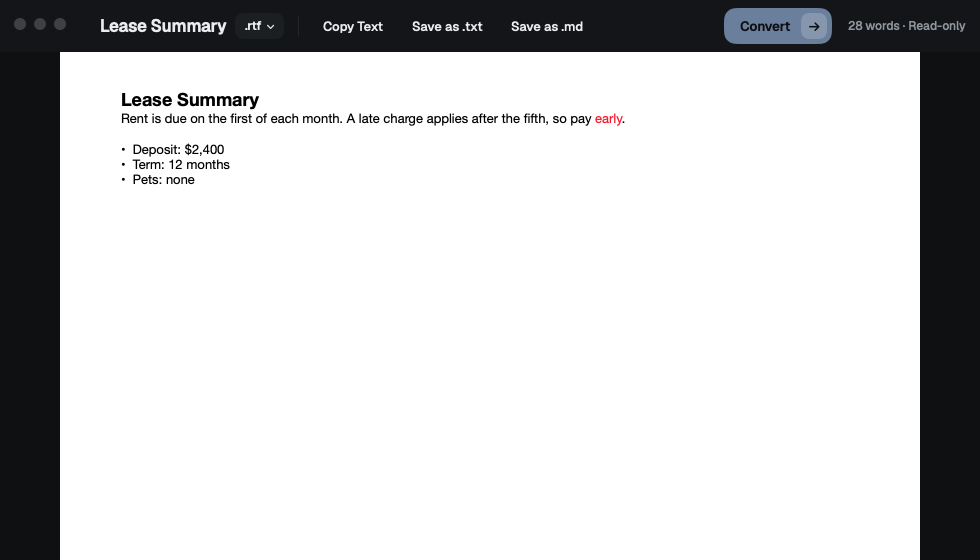 Lease Summary .rtf Copy Text Save as .txt Save as .md Convert → 28 words · Read-only
Lease Summary
Rent is due on the first of each month. A late charge applies after the fifth, so pay early.
• Deposit: $2,400
• Term: 12 months
• Pets: none